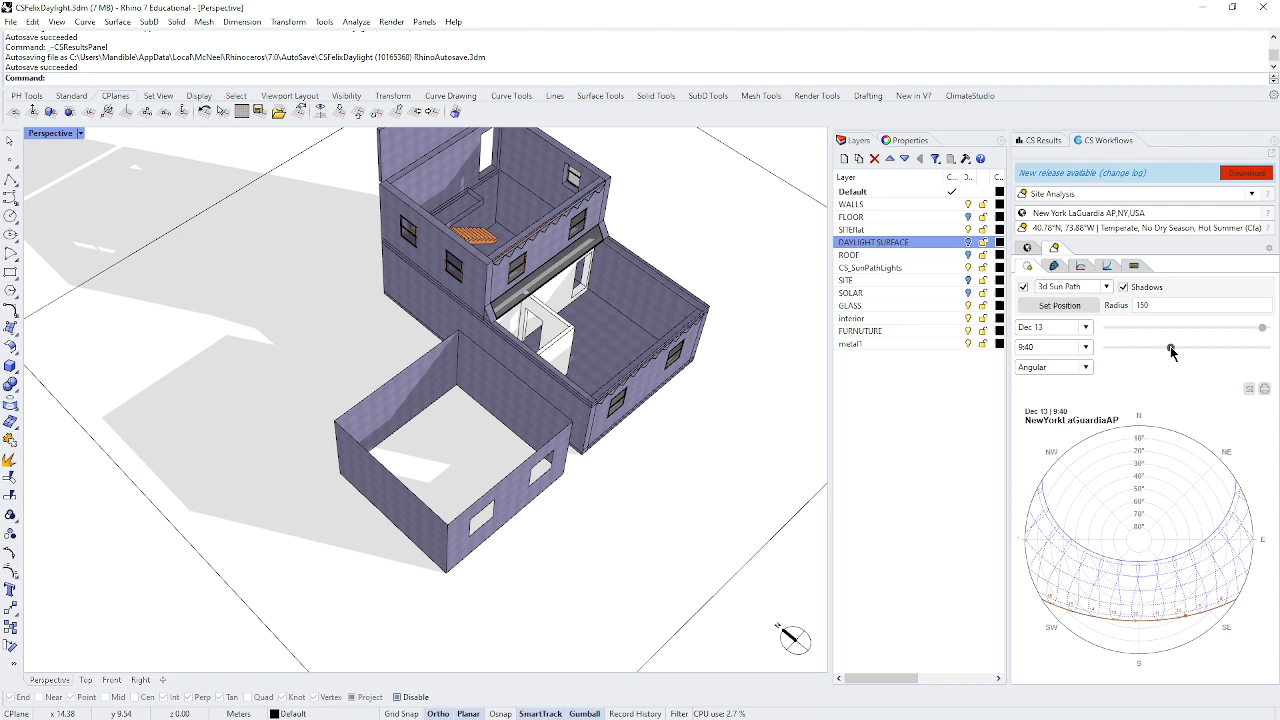 CSFelixDaylight.3dm (7 MB) - Rhino 7 Educational - [Perspective]
File Edit View Curve Surface SubD Solid Mesh Dimension Transform Tools Analyze Render Panels Help
Autosave succeeded
Command: _-CSResultsPanel
Autosaving file as C:\Users\Mandible\AppData\Local\McNeel\Rhinoceros\7.0\AutoSave\CSFelixDaylight (10165360) RhinoAutosave.3dm
Autosave succeeded
Command:
PH Tools Standard CPlanes Set View Display Select Viewport Layout Visibility Transform Curve Tools Drawing Curve Tools Lines Surface Tools Solid Tools SubD Tools Mesh Tools Render Tools Drafting New in V7 ClimateStudio
Perspective
Layers Properties
Layer C...
Default
WALLS
FLOOR
SITEflat
DAYLIGHT SURFACE
ROOF
CS_SunPathLights
SITE
SOLAR
GLASS
interior
FURNUTURE
metal1
CS Results CS Workflows
New release available (change log) Download
Site Analysis ?
New York LaGuardia AP,NY,USA ?
40.78°N, 73.88°W | Temperate, No Dry Season, Hot Summer (Cfa) ?
3d Sun Path Shadows
Set Position Radius 150
Dec 13
9:40
Angular
SI
Dec 13 | 9:40
NewYorkLaGuardiaAP
N
NW NE
10°
20°
30°
40°
50°
60°
70°
80°
E
SW SE
S
N
Perspective Top Front Right
End Near Point Mid Cen Int Perp Tan Quad Knot Vertex Project Disable
CPlane x 14.38 y 9.54 z 0.00 Meters Default Grid Snap Ortho Planar Osnap SmartTrack Gumball Record History Filter CPU use: 2.7 %